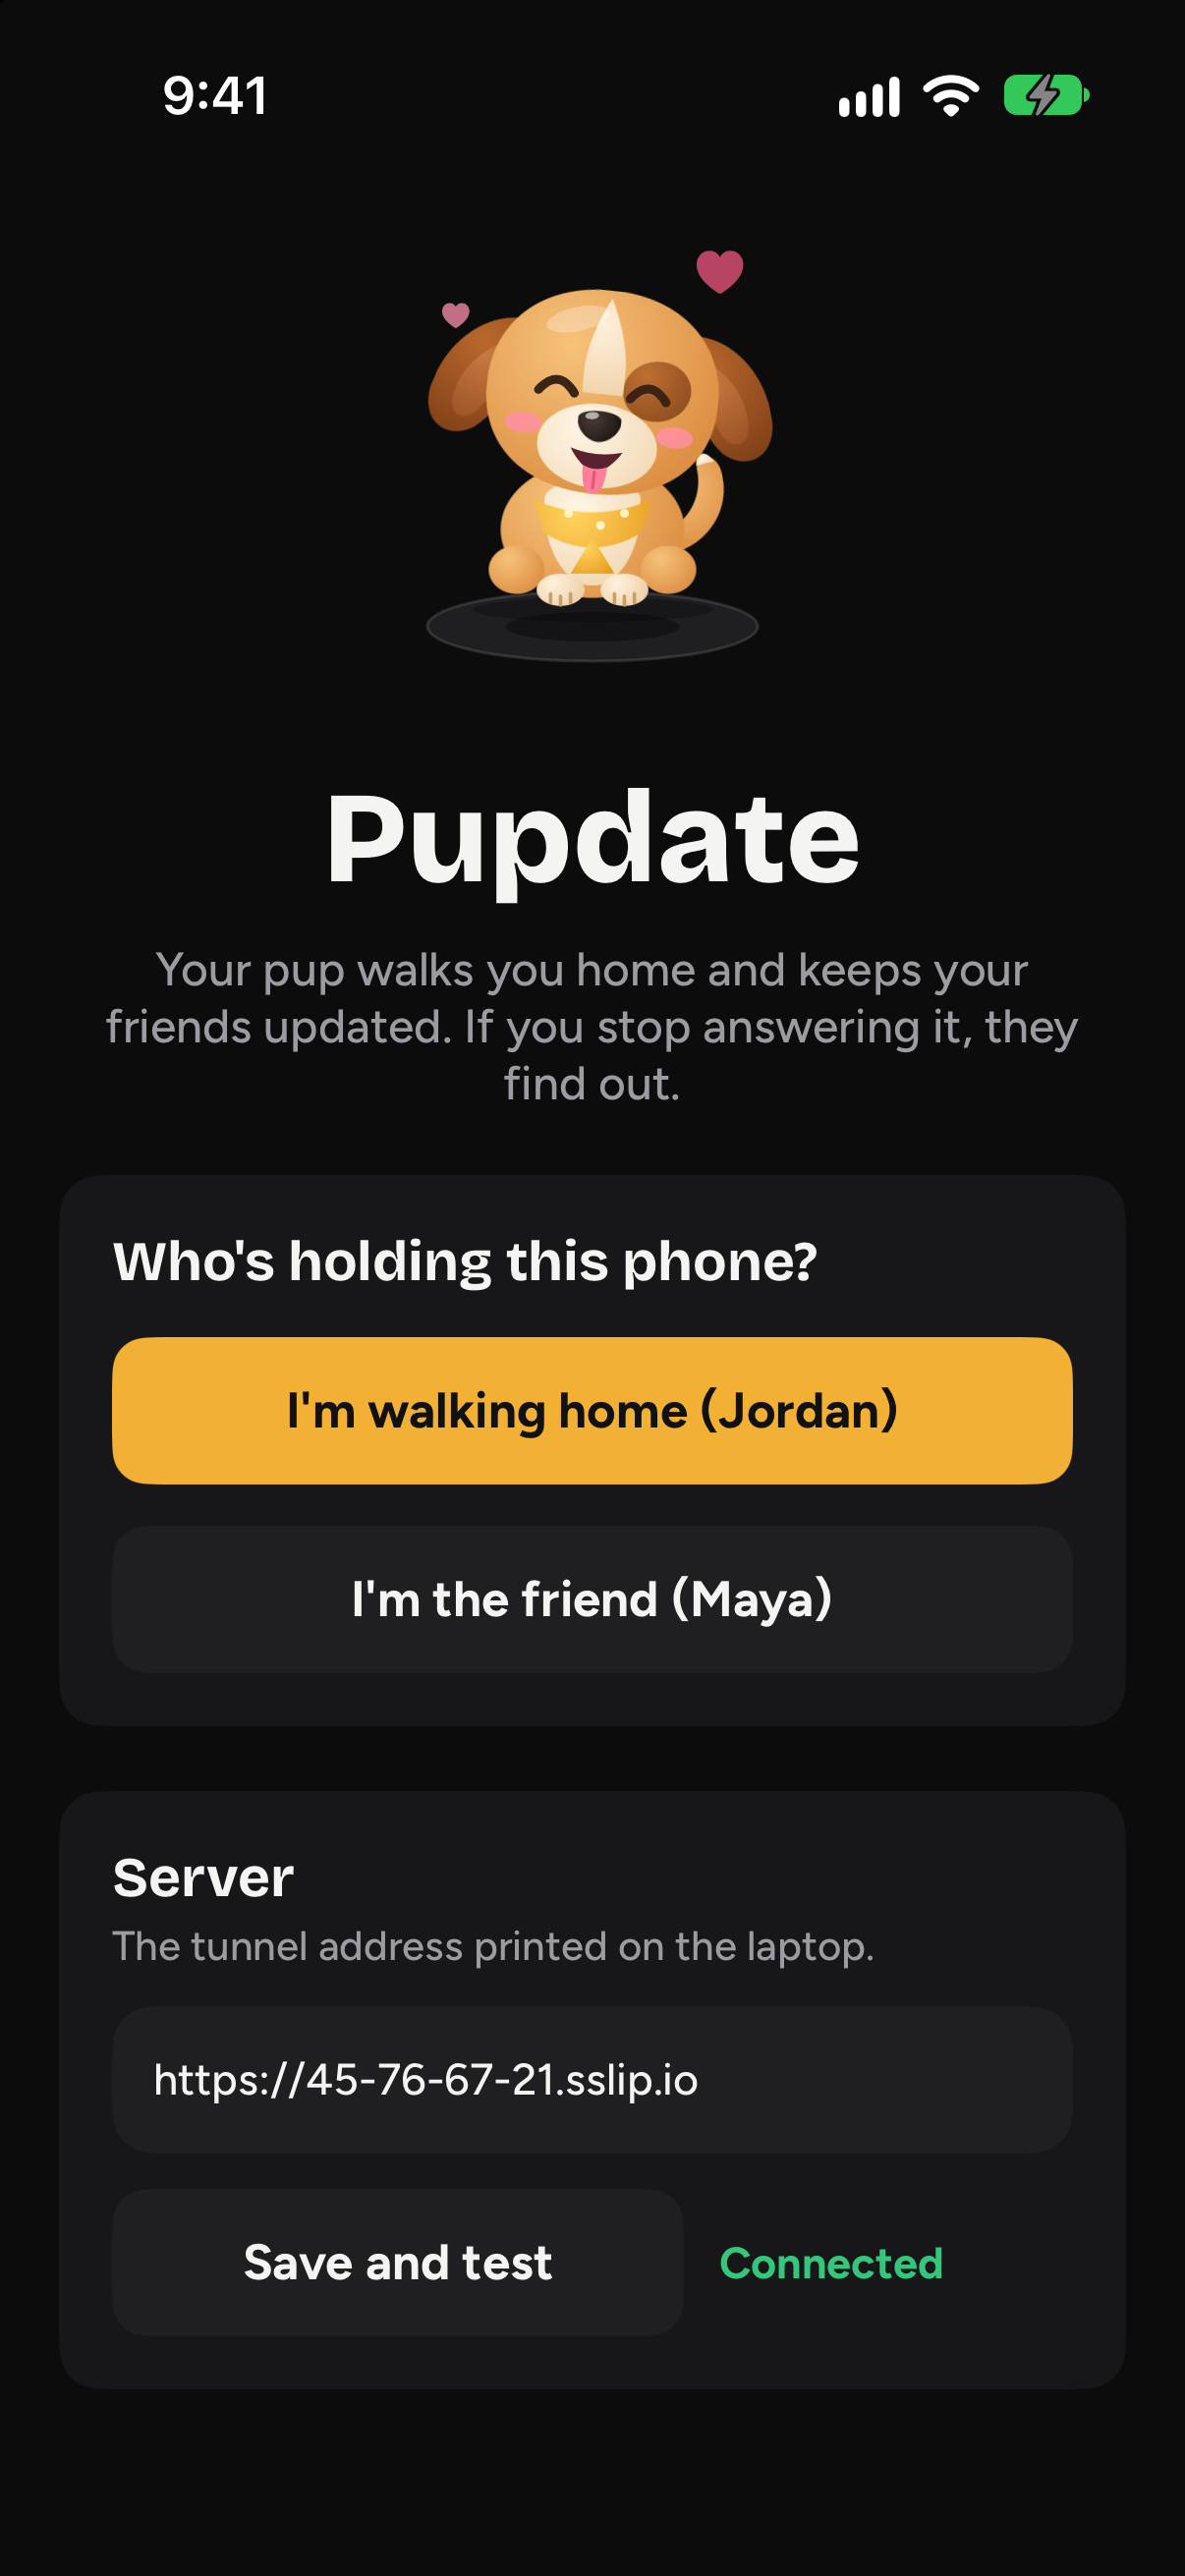 9:41
Pupdate
Your pup walks you home and keeps your
friends updated. If you stop answering it, they
find out.
Who's holding this phone?
I'm walking home (Jordan)
I'm the friend (Maya)
Server
The tunnel address printed on the laptop.
https://45-76-67-21.sslip.io
Save and test
Connected